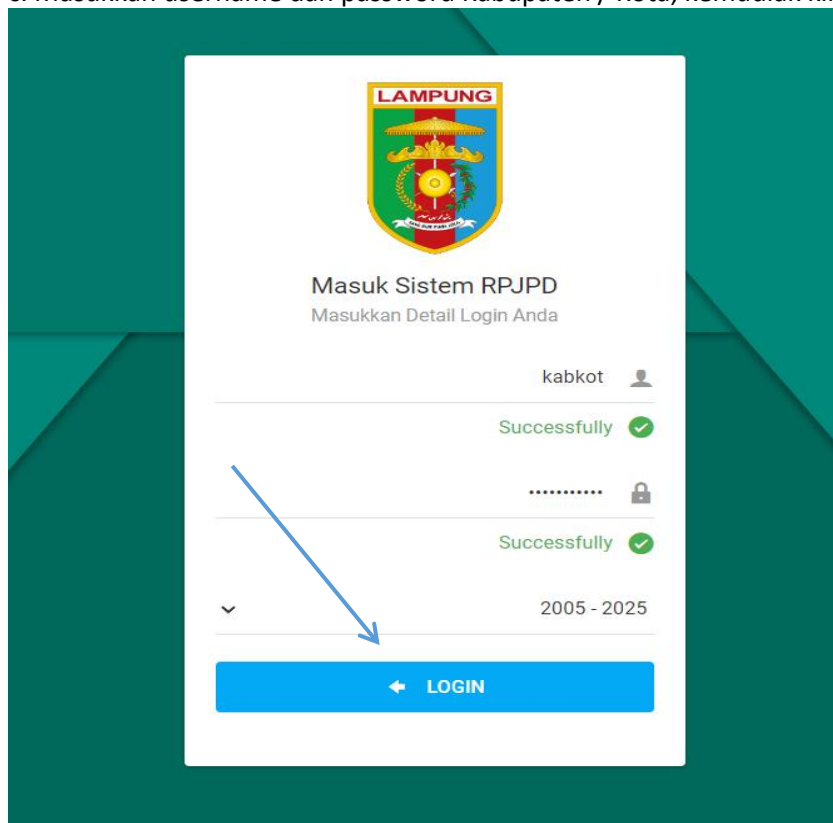 LAMPUNG
Masuk Sistem RPJPD
Masukkan Detail Login Anda
kabkot
Successfully
•••••••••••
Successfully
2005 - 2025
LOGIN